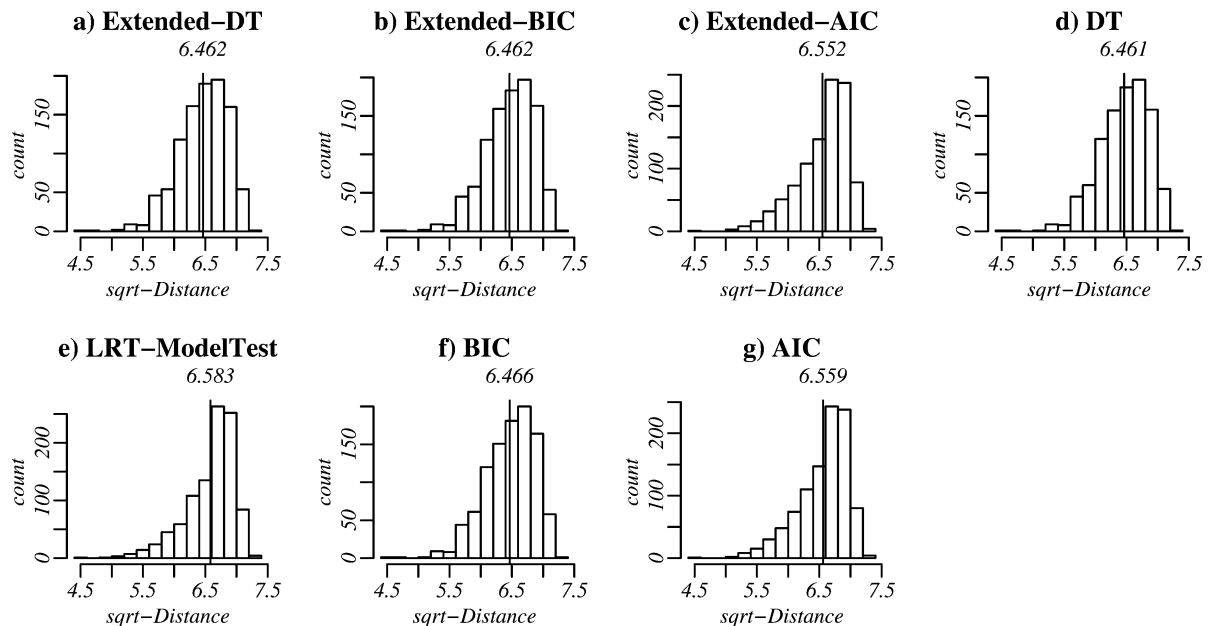 a) Extended−DT
6.462
count
0 50 150
4.5 5.5 6.5 7.5
sqrt−Distance
b) Extended−BIC
6.462
count
0 50 150
4.5 5.5 6.5 7.5
sqrt−Distance
c) Extended−AIC
6.552
count
0 100 200
4.5 5.5 6.5 7.5
sqrt−Distance
d) DT
6.461
count
0 50 150
4.5 5.5 6.5 7.5
sqrt−Distance
e) LRT−ModelTest
6.583
count
0 100 200
4.5 5.5 6.5 7.5
sqrt−Distance
f) BIC
6.466
count
0 50 150
4.5 5.5 6.5 7.5
sqrt−Distance
g) AIC
6.559
count
0 100 200
4.5 5.5 6.5 7.5
sqrt−Distance